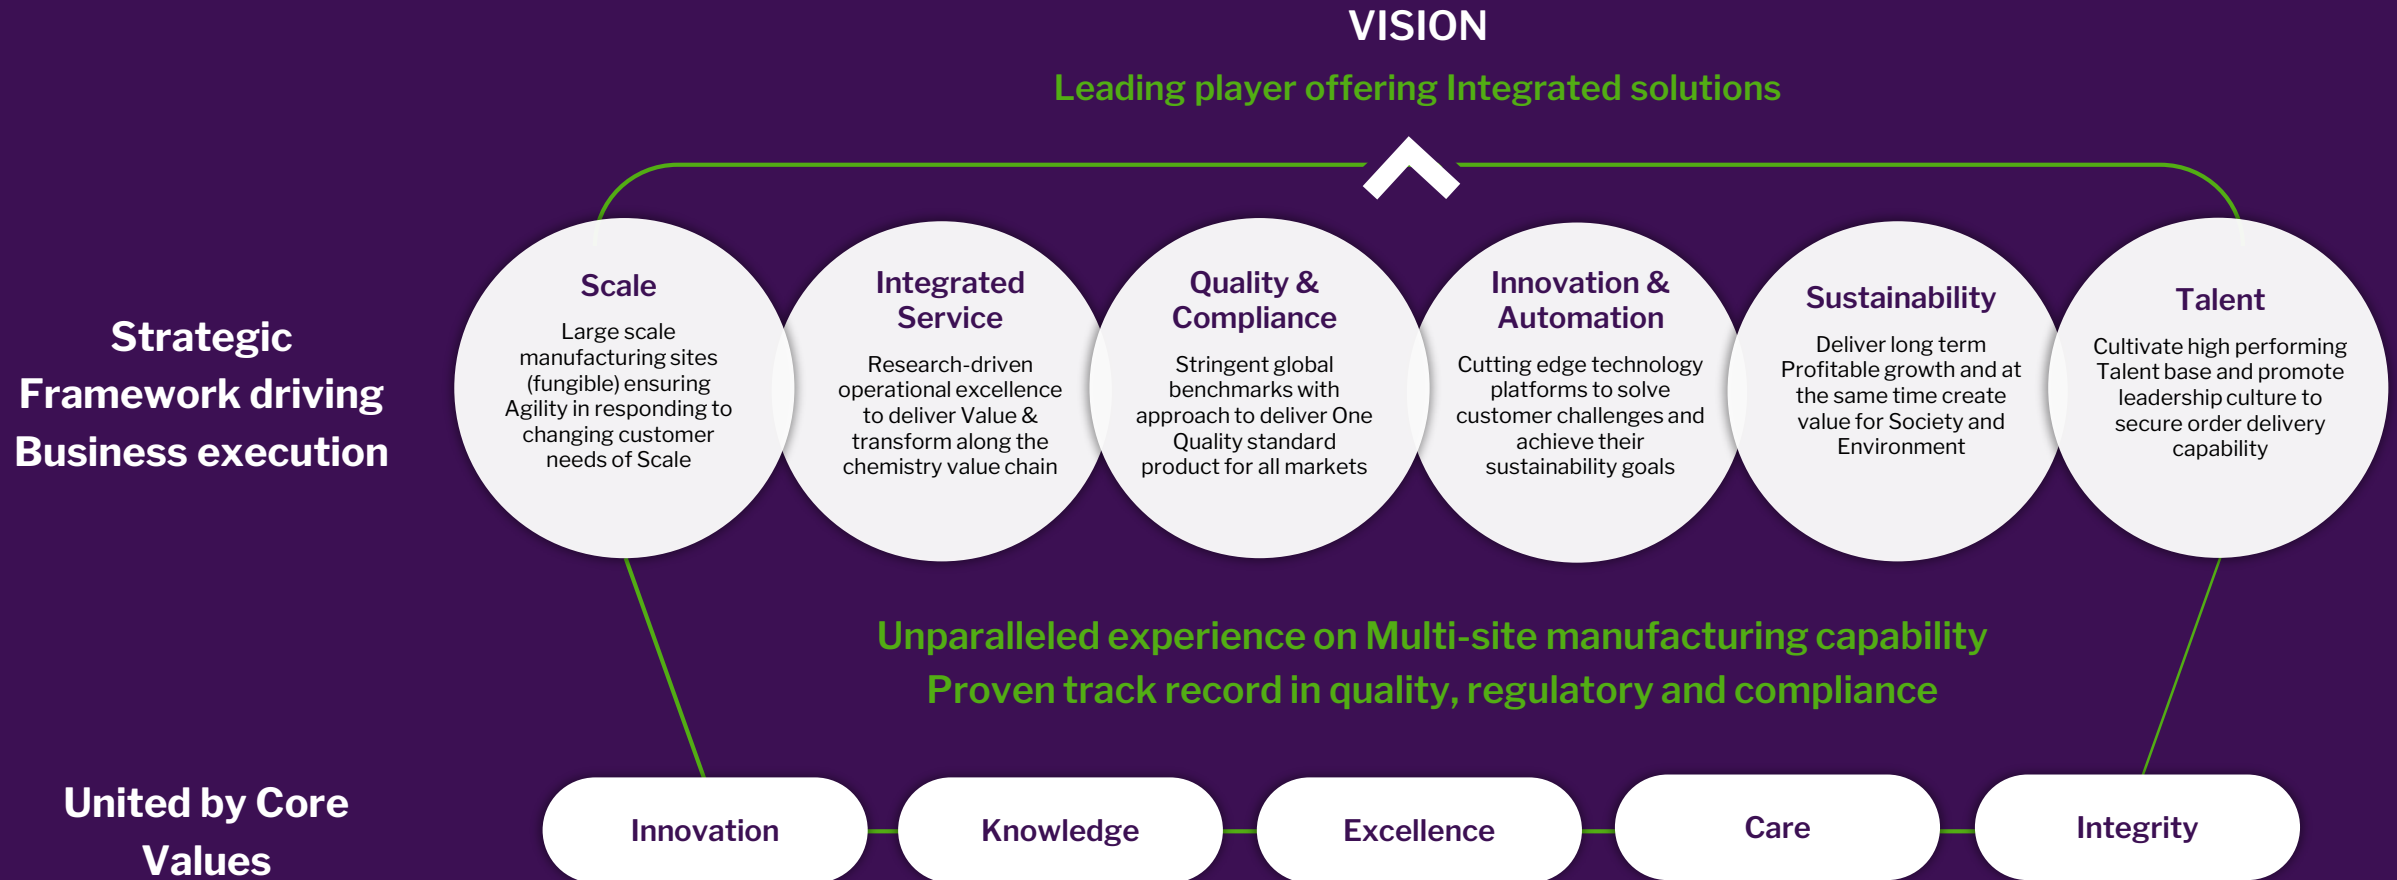 VISION
Leading player offering Integrated solutions
Strategic
Framework driving
Business execution
Scale
Large scale
manufacturing sites
(fungible) ensuring
Agility in responding to
changing customer
needs of Scale
Integrated
Service
Research-driven
operational excellence
to deliver Value &
transform along the
chemistry value chain
Quality &
Compliance
Stringent global
benchmarks with
approach to deliver One
Quality standard
product for all markets
Innovation &
Automation
Cutting edge technology
platforms to solve
customer challenges and
achieve their
sustainability goals
Sustainability
Deliver long term
Profitable growth and at
the same time create
value for Society and
Environment
Talent
Cultivate high performing
Talent base and promote
leadership culture to
secure order delivery
capability
Unparalleled experience on Multi-site manufacturing capability
Proven track record in quality, regulatory and compliance
United by Core
Values
Innovation
Knowledge
Excellence
Care
Integrity